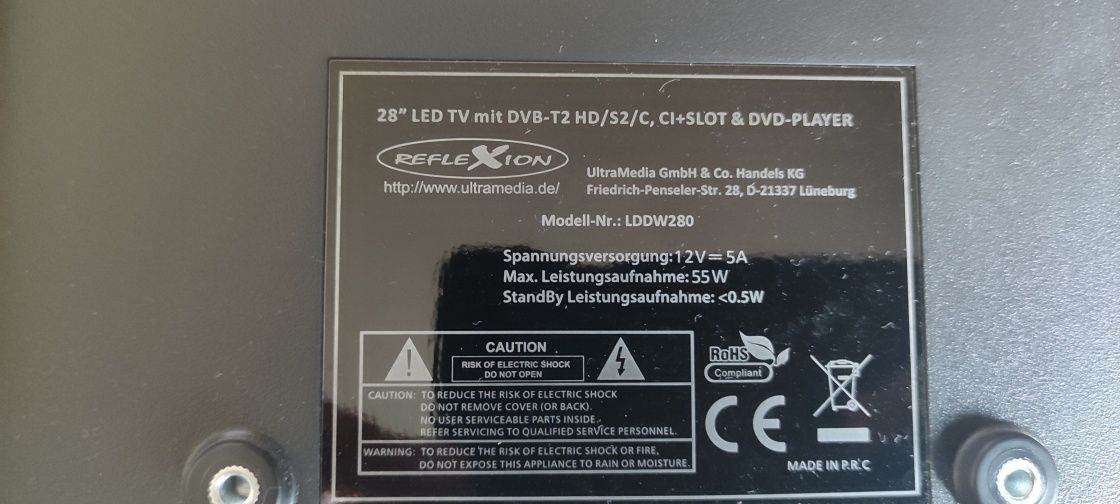 28" LED TV mit DVB-T2 HD/S2/C, CI+SLOT & DVD-PLAYER
REFLEXION
http://www.ultramedia.de/
UltraMedia GmbH & Co. Handels KG
Friedrich-Penseler-Str. 28, D-21337 Lüneburg
Modell-Nr.: LDDW280
Spannungsversorgung: 12V⎓5A
Max. Leistungsaufnahme: 55W
StandBy Leistungsaufnahme: <0.5W
CAUTION
RISK OF ELECTRIC SHOCK
DO NOT OPEN
CAUTION: TO REDUCE THE RISK OF ELECTRIC SHOCK
DO NOT REMOVE COVER (OR BACK).
NO USER SERVICEABLE PARTS INSIDE.
REFER SERVICING TO QUALIFIED SERVICE PERSONNEL.
WARNING: TO REDUCE THE RISK OF ELECTRIC SHOCK OR FIRE,
DO NOT EXPOSE THIS APPLIANCE TO RAIN OR MOISTURE.
RoHS
Compliant
CE
MADE IN P.R.C